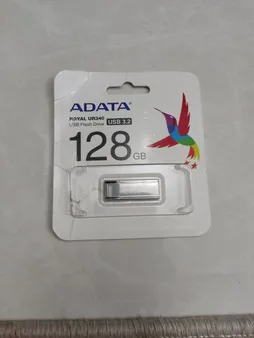 ADATA
ROYAL UR340
USB Flash Drive USB 3.2
128 GB